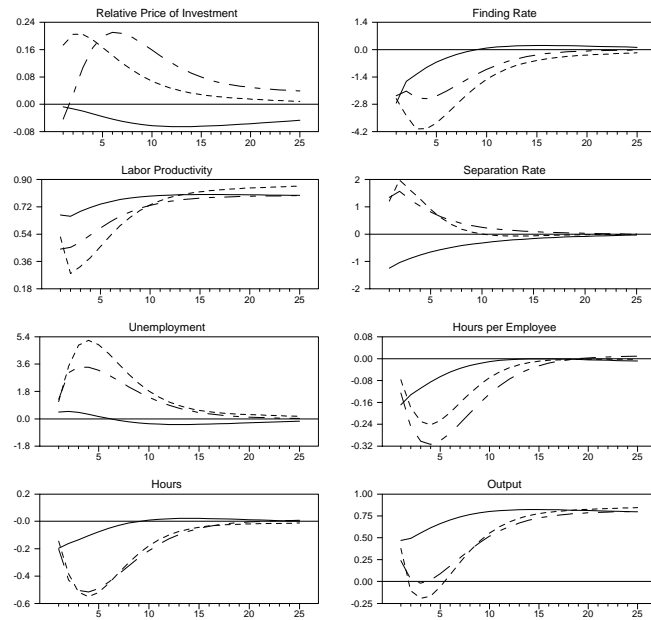 Relative Price of Investment
0.24
0.16
0.08
0.00
-0.08
5 10 15 20 25
Finding Rate
1.4
0.0
-1.4
-2.8
-4.2
5 10 15 20 25
Labor Productivity
0.90
0.72
0.54
0.36
0.18
5 10 15 20 25
Separation Rate
2
1
0
-1
-2
5 10 15 20 25
Unemployment
5.4
3.6
1.8
0.0
-1.8
5 10 15 20 25
Hours per Employee
0.08
0.00
-0.08
-0.16
-0.24
-0.32
5 10 15 20 25
Hours
0.2
-0.0
-0.2
-0.4
-0.6
5 10 15 20 25
Output
1.00
0.75
0.50
0.25
0.00
-0.25
5 10 15 20 25